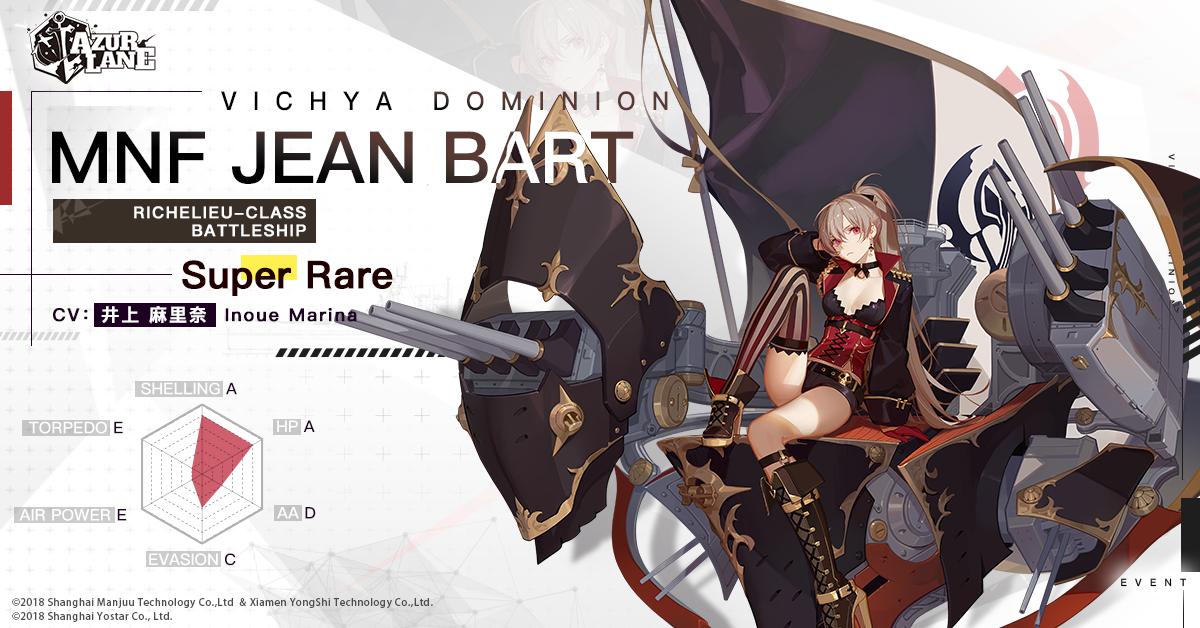 AZUR
LANE
VICHYA DOMINION
MNF JEAN BART
RICHELIEU-CLASS
BATTLESHIP
Super Rare
CV: 井上 麻里奈 Inoue Marina
SHELLING A
TORPEDO E
HP A
AIR POWER E
AA D
EVASION C
©2018 Shanghai Manjuu Technology Co.,Ltd & Xiamen YongShi Technology Co.,Ltd.
©2018 Shanghai Yostar Co., Ltd.
EVENT